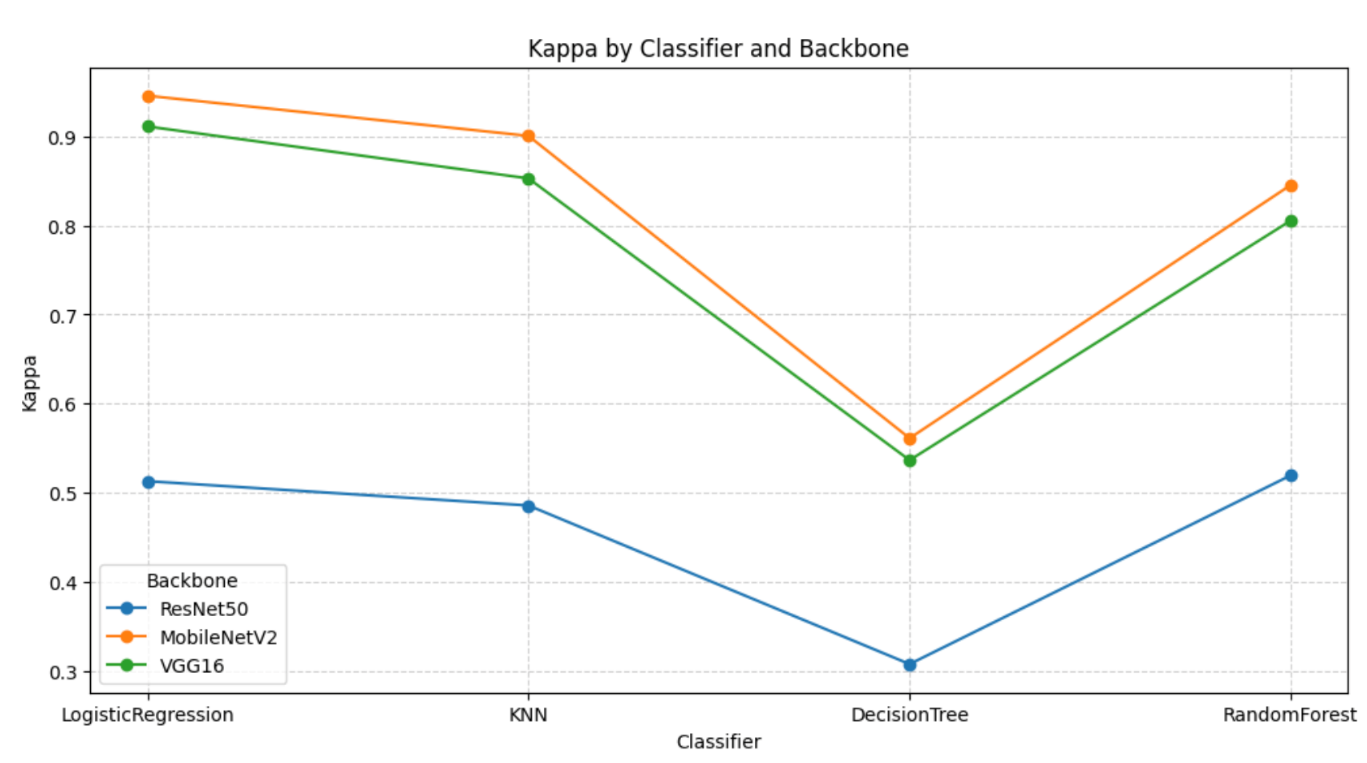 Kappa by Classifier and Backbone
Kappa
0.9
0.8
0.7
0.6
0.5
0.4
0.3
Backbone
ResNet50
MobileNetV2
VGG16
LogisticRegression
KNN
DecisionTree
RandomForest
Classifier